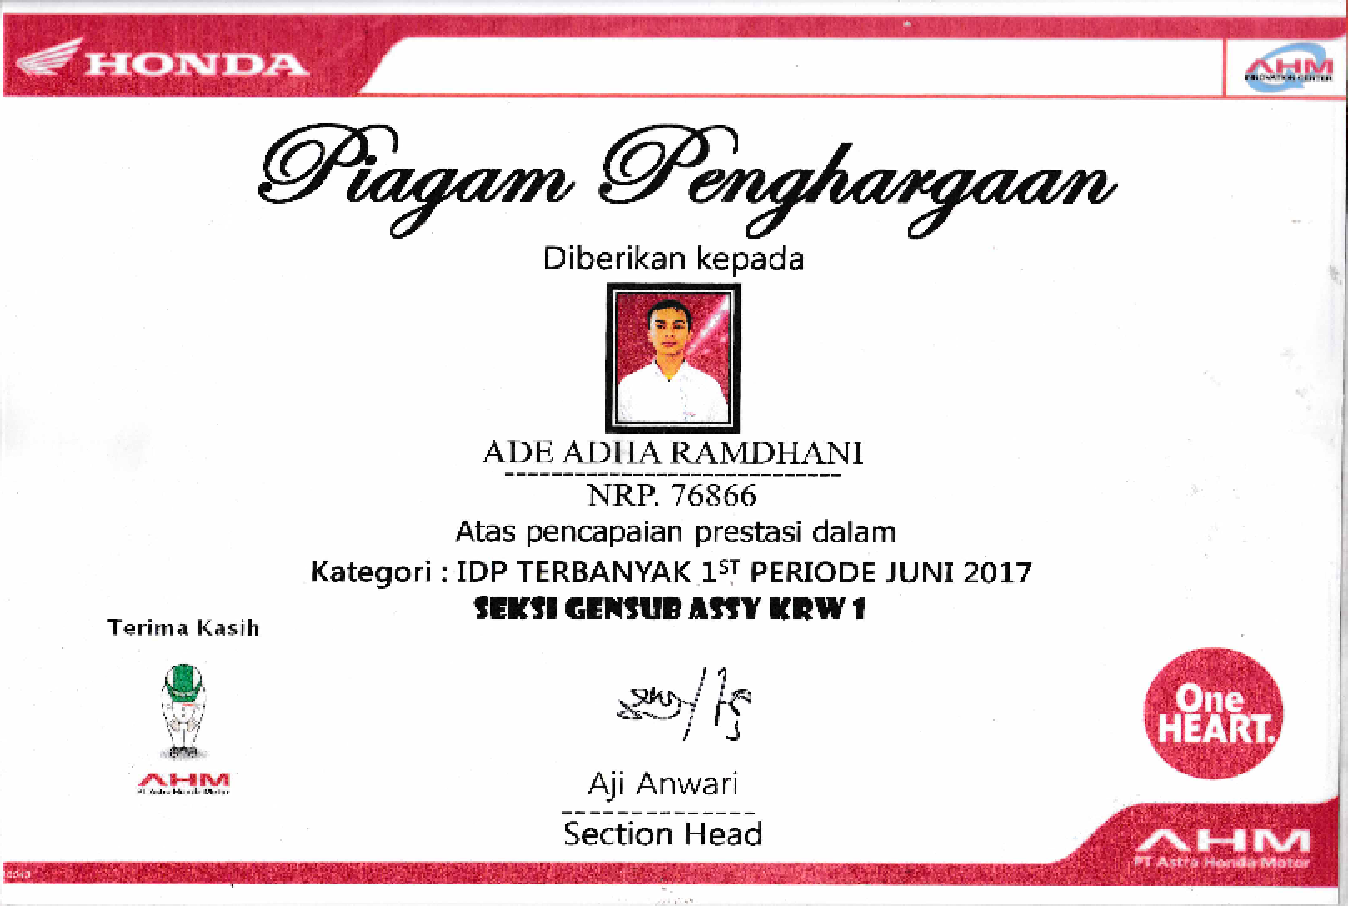 HONDA
AHM
INNOVATION CENTER
Piagam Penghargaan
Diberikan kepada
ADE ADHA RAMDHANI
NRP. 76866
Atas pencapaian prestasi dalam
Kategori : IDP TERBANYAK 1ST PERIODE JUNI 2017
SEKSI GENSUB ASSY KRW 1
Terima Kasih
AHM
PT Astra Honda Motor
One
HEART.
Aji Anwari
Section Head
AHM
PT Astra Honda Motor